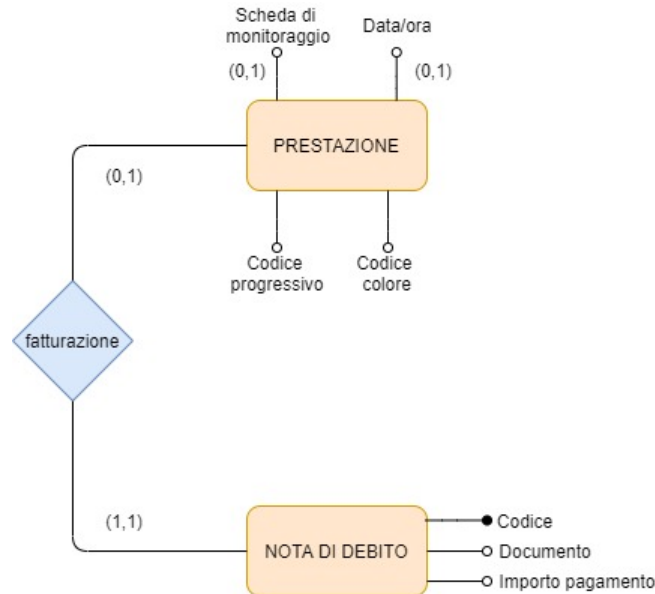 Scheda di
monitoraggio
Data/ora
(0,1)
(0,1)
PRESTAZIONE
(0,1)
Codice
progressivo
Codice
colore
fatturazione
(1,1)
NOTA DI DEBITO
Codice
Documento
Importo pagamento